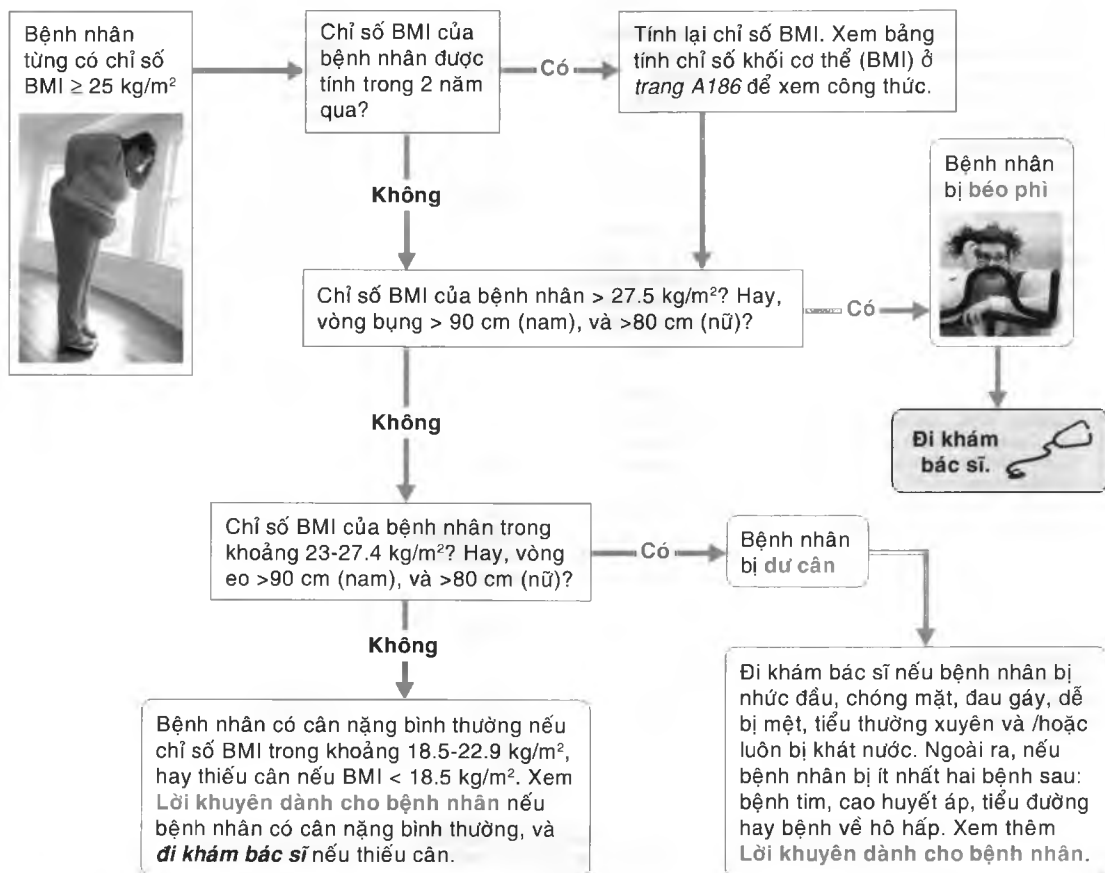 Bệnh nhân
từng có chỉ số
BMI ≥ 25 kg/m²
Chỉ số BMI của
bệnh nhân được
tính trong 2 năm
qua?
Có
Tính lại chỉ số BMI. Xem bảng
tính chỉ số khối cơ thể (BMI) ở
trang A186 để xem công thức.
Không
Bệnh nhân
bị béo phì
Chỉ số BMI của bệnh nhân > 27.5 kg/m²? Hay,
vòng bụng > 90 cm (nam), và >80 cm (nữ)?
Có
Không
Đi khám
bác sĩ.
Chỉ số BMI của bệnh nhân trong
khoảng 23-27.4 kg/m²? Hay, vòng
eo >90 cm (nam), và >80 cm (nữ)?
Có
Bệnh nhân
bị dư cân
Không
Bệnh nhân có cân nặng bình thường nếu
chỉ số BMI trong khoảng 18.5-22.9 kg/m²,
hay thiếu cân nếu BMI < 18.5 kg/m². Xem
Lời khuyên dành cho bệnh nhân nếu
bệnh nhân có cân nặng bình thường, và
đi khám bác sĩ nếu thiếu cân.
Đi khám bác sĩ nếu bệnh nhân bị
nhức đầu, chóng mặt, đau gáy, dễ
bị mệt, tiểu thường xuyên và /hoặc
luôn bị khát nước. Ngoài ra, nếu
bệnh nhân bị ít nhất hai bệnh sau:
bệnh tim, cao huyết áp, tiểu đường
hay bệnh về hô hấp. Xem thêm
Lời khuyên dành cho bệnh nhân.